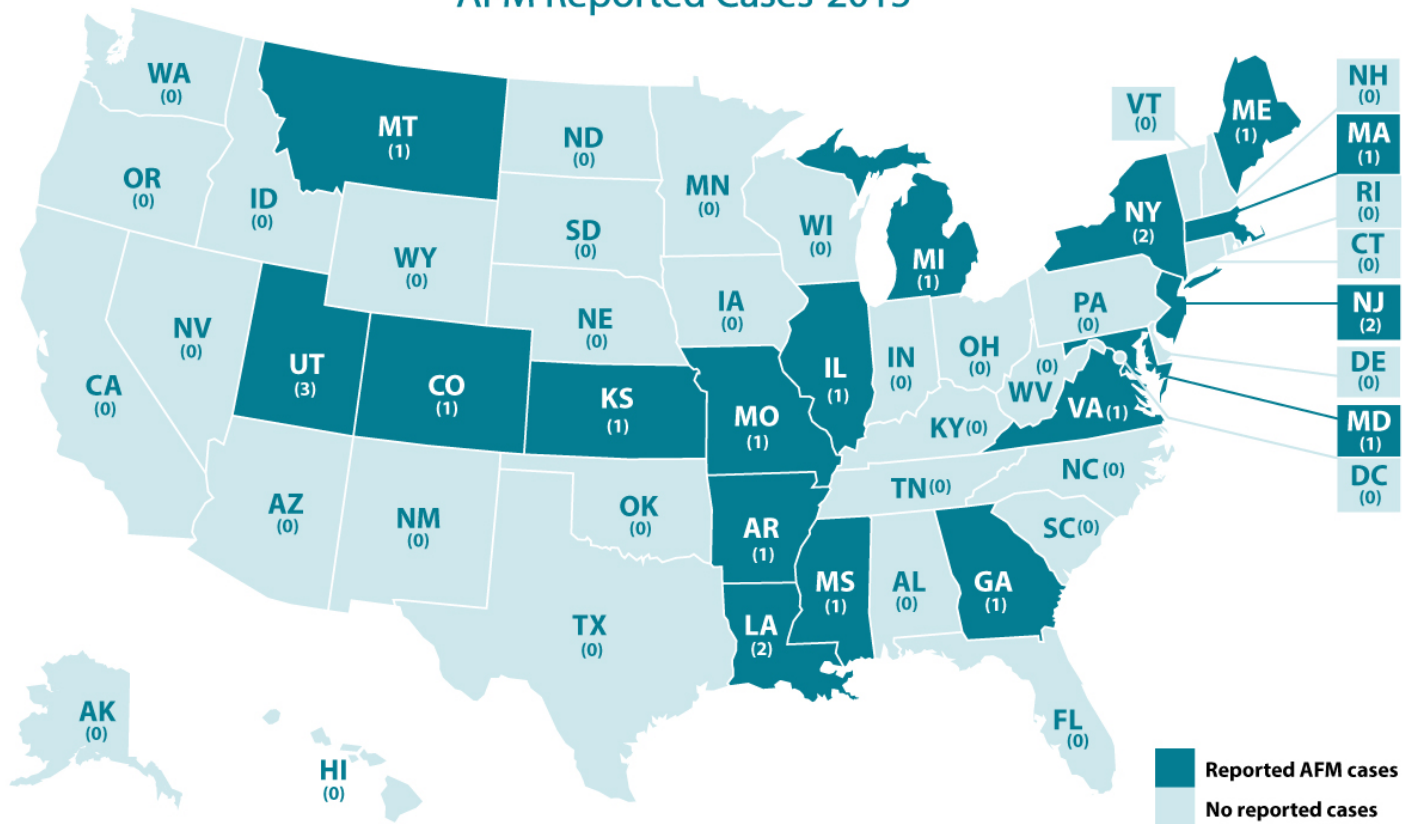 AFM Reported Cases 2015
WA
(0)
OR
(0)
CA
(0)
NV
(0)
ID
(0)
MT
(1)
WY
(0)
UT
(3)
CO
(1)
AZ
(0)
NM
(0)
ND
(0)
SD
(0)
NE
(0)
KS
(1)
OK
(0)
TX
(0)
MN
(0)
IA
(0)
MO
(1)
AR
(1)
LA
(2)
WI
(0)
IL
(1)
MI
(1)
IN
(0)
OH
(0)
KY(0)
TN(0)
MS
(1)
AL
(0)
GA
(1)
FL
(0)
SC(0)
NC(0)
VA(1)
(0)
WV
PA
(0)
NY
(2)
VT
(0)
ME
(1)
NH
(0)
MA
(1)
RI
(0)
CT
(0)
NJ
(2)
DE
(0)
MD
(1)
DC
(0)
AK
(0)
HI
(0)
Reported AFM cases
No reported cases